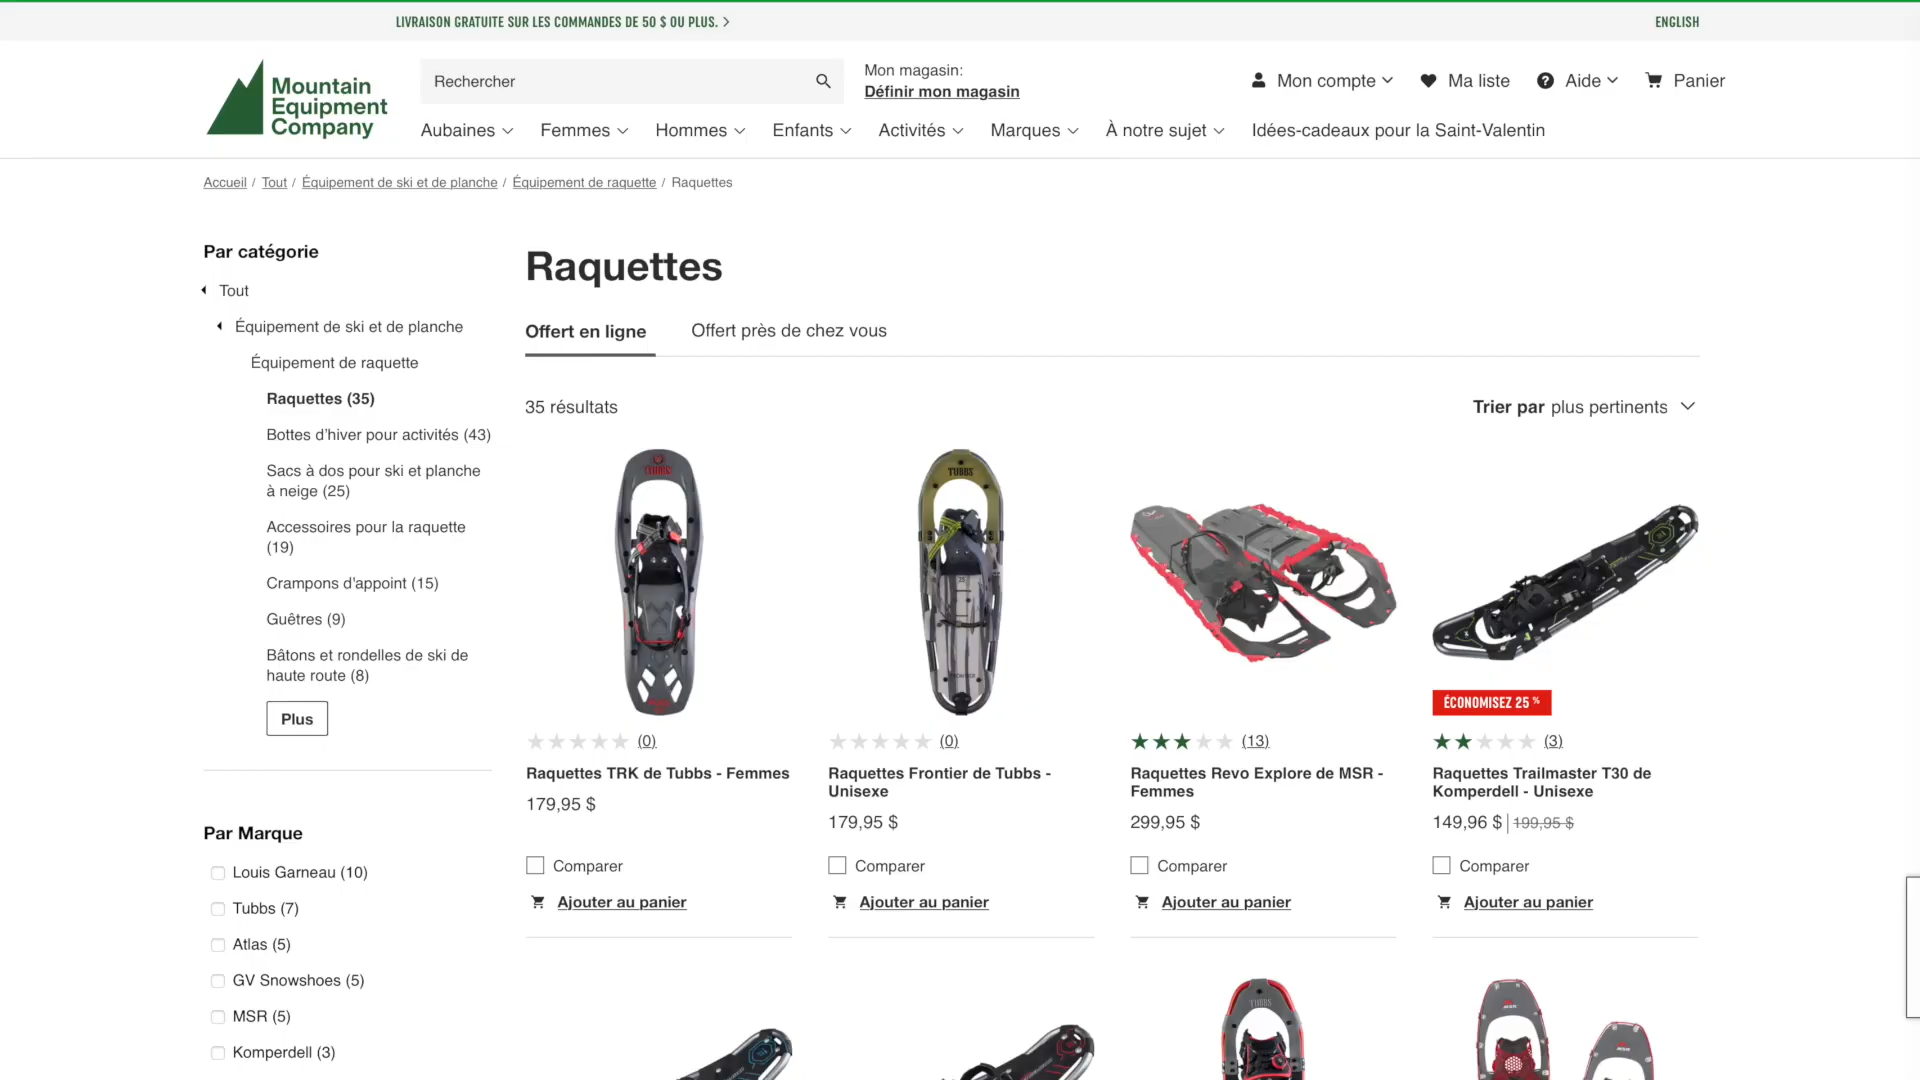 LIVRAISON GRATUITE SUR LES COMMANDES DE 50 $ OU PLUS.
ENGLISH
Mountain
Equipment
Company
Rechercher
Mon magasin:
Définir mon magasin
Mon compte
Ma liste
Aide
Panier
Aubaines
Femmes
Hommes
Enfants
Activités
Marques
À notre sujet
Idées-cadeaux pour la Saint-Valentin
Accueil / Tout / Équipement de ski et de planche / Équipement de raquette / Raquettes
Par catégorie
Tout
Équipement de ski et de planche
Équipement de raquette
Raquettes (35)
Bottes d’hiver pour activités (43)
Sacs à dos pour ski et planche
à neige (25)
Accessoires pour la raquette
(19)
Crampons d'appoint (15)
Guêtres (9)
Bâtons et rondelles de ski de
haute route (8)
Plus
Par Marque
Louis Garneau (10)
Tubbs (7)
Atlas (5)
GV Snowshoes (5)
MSR (5)
Komperdell (3)
Raquettes
Offert en ligne
Offert près de chez vous
35 résultats
Trier par plus pertinents
TUBBS
(0)
Raquettes TRK de Tubbs - Femmes
179,95 $
Comparer
Ajouter au panier
TUBBS
(0)
Raquettes Frontier de Tubbs -
Unisexe
179,95 $
Comparer
Ajouter au panier
(13)
Raquettes Revo Explore de MSR -
Femmes
299,95 $
Comparer
Ajouter au panier
ÉCONOMISEZ 25 %
(3)
Raquettes Trailmaster T30 de
Komperdell - Unisexe
149,96 $ 199,95 $
Comparer
Ajouter au panier
TUBBS